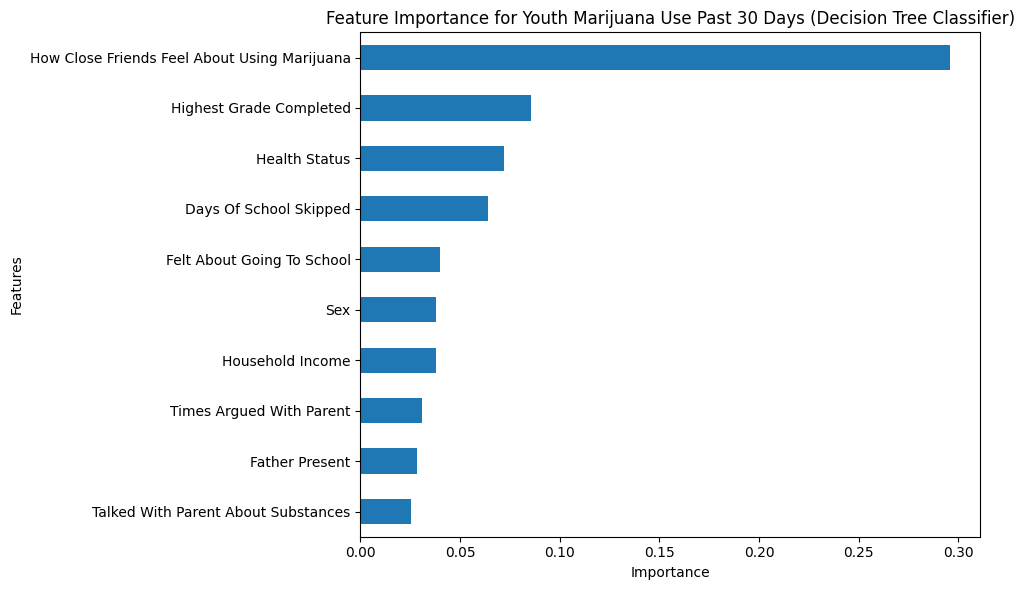 Feature Importance for Youth Marijuana Use Past 30 Days (Decision Tree Classifier)
How Close Friends Feel About Using Marijuana
Highest Grade Completed
Health Status
Days Of School Skipped
Felt About Going To School
Sex
Household Income
Times Argued With Parent
Father Present
Talked With Parent About Substances
Features
0.00 0.05 0.10 0.15 0.20 0.25 0.30
Importance